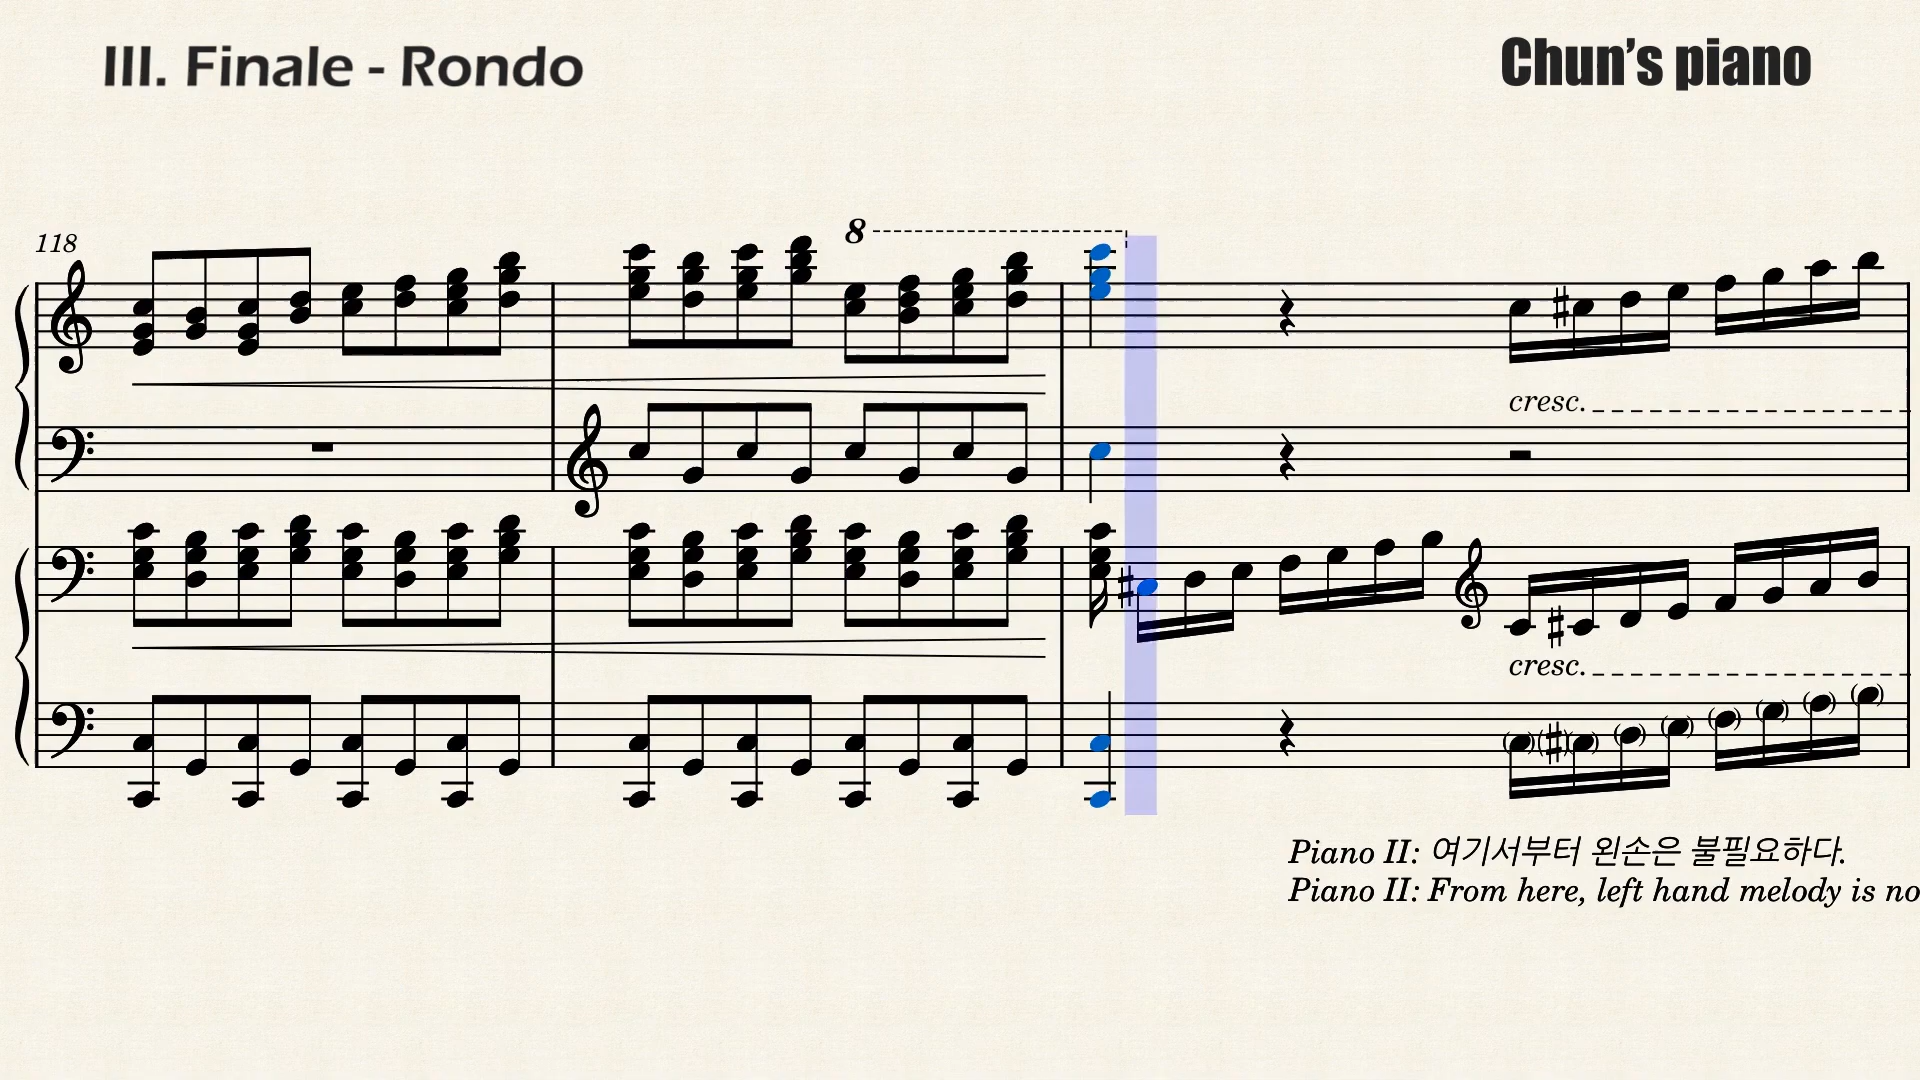 III. Finale - Rondo
Chun's piano
118
8
cresc.
cresc.
Piano II: 여기서부터 왼손은 불필요하다.
Piano II: From here, left hand melody is no